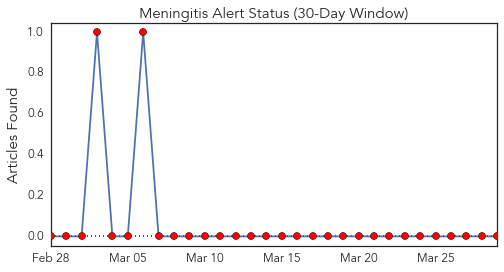 Meningitis Alert Status (30-Day Window)
Articles Found
1.0
0.8
0.6
0.4
0.2
0.0
Feb 28 Mar 05 Mar 10 Mar 15 Mar 20 Mar 25